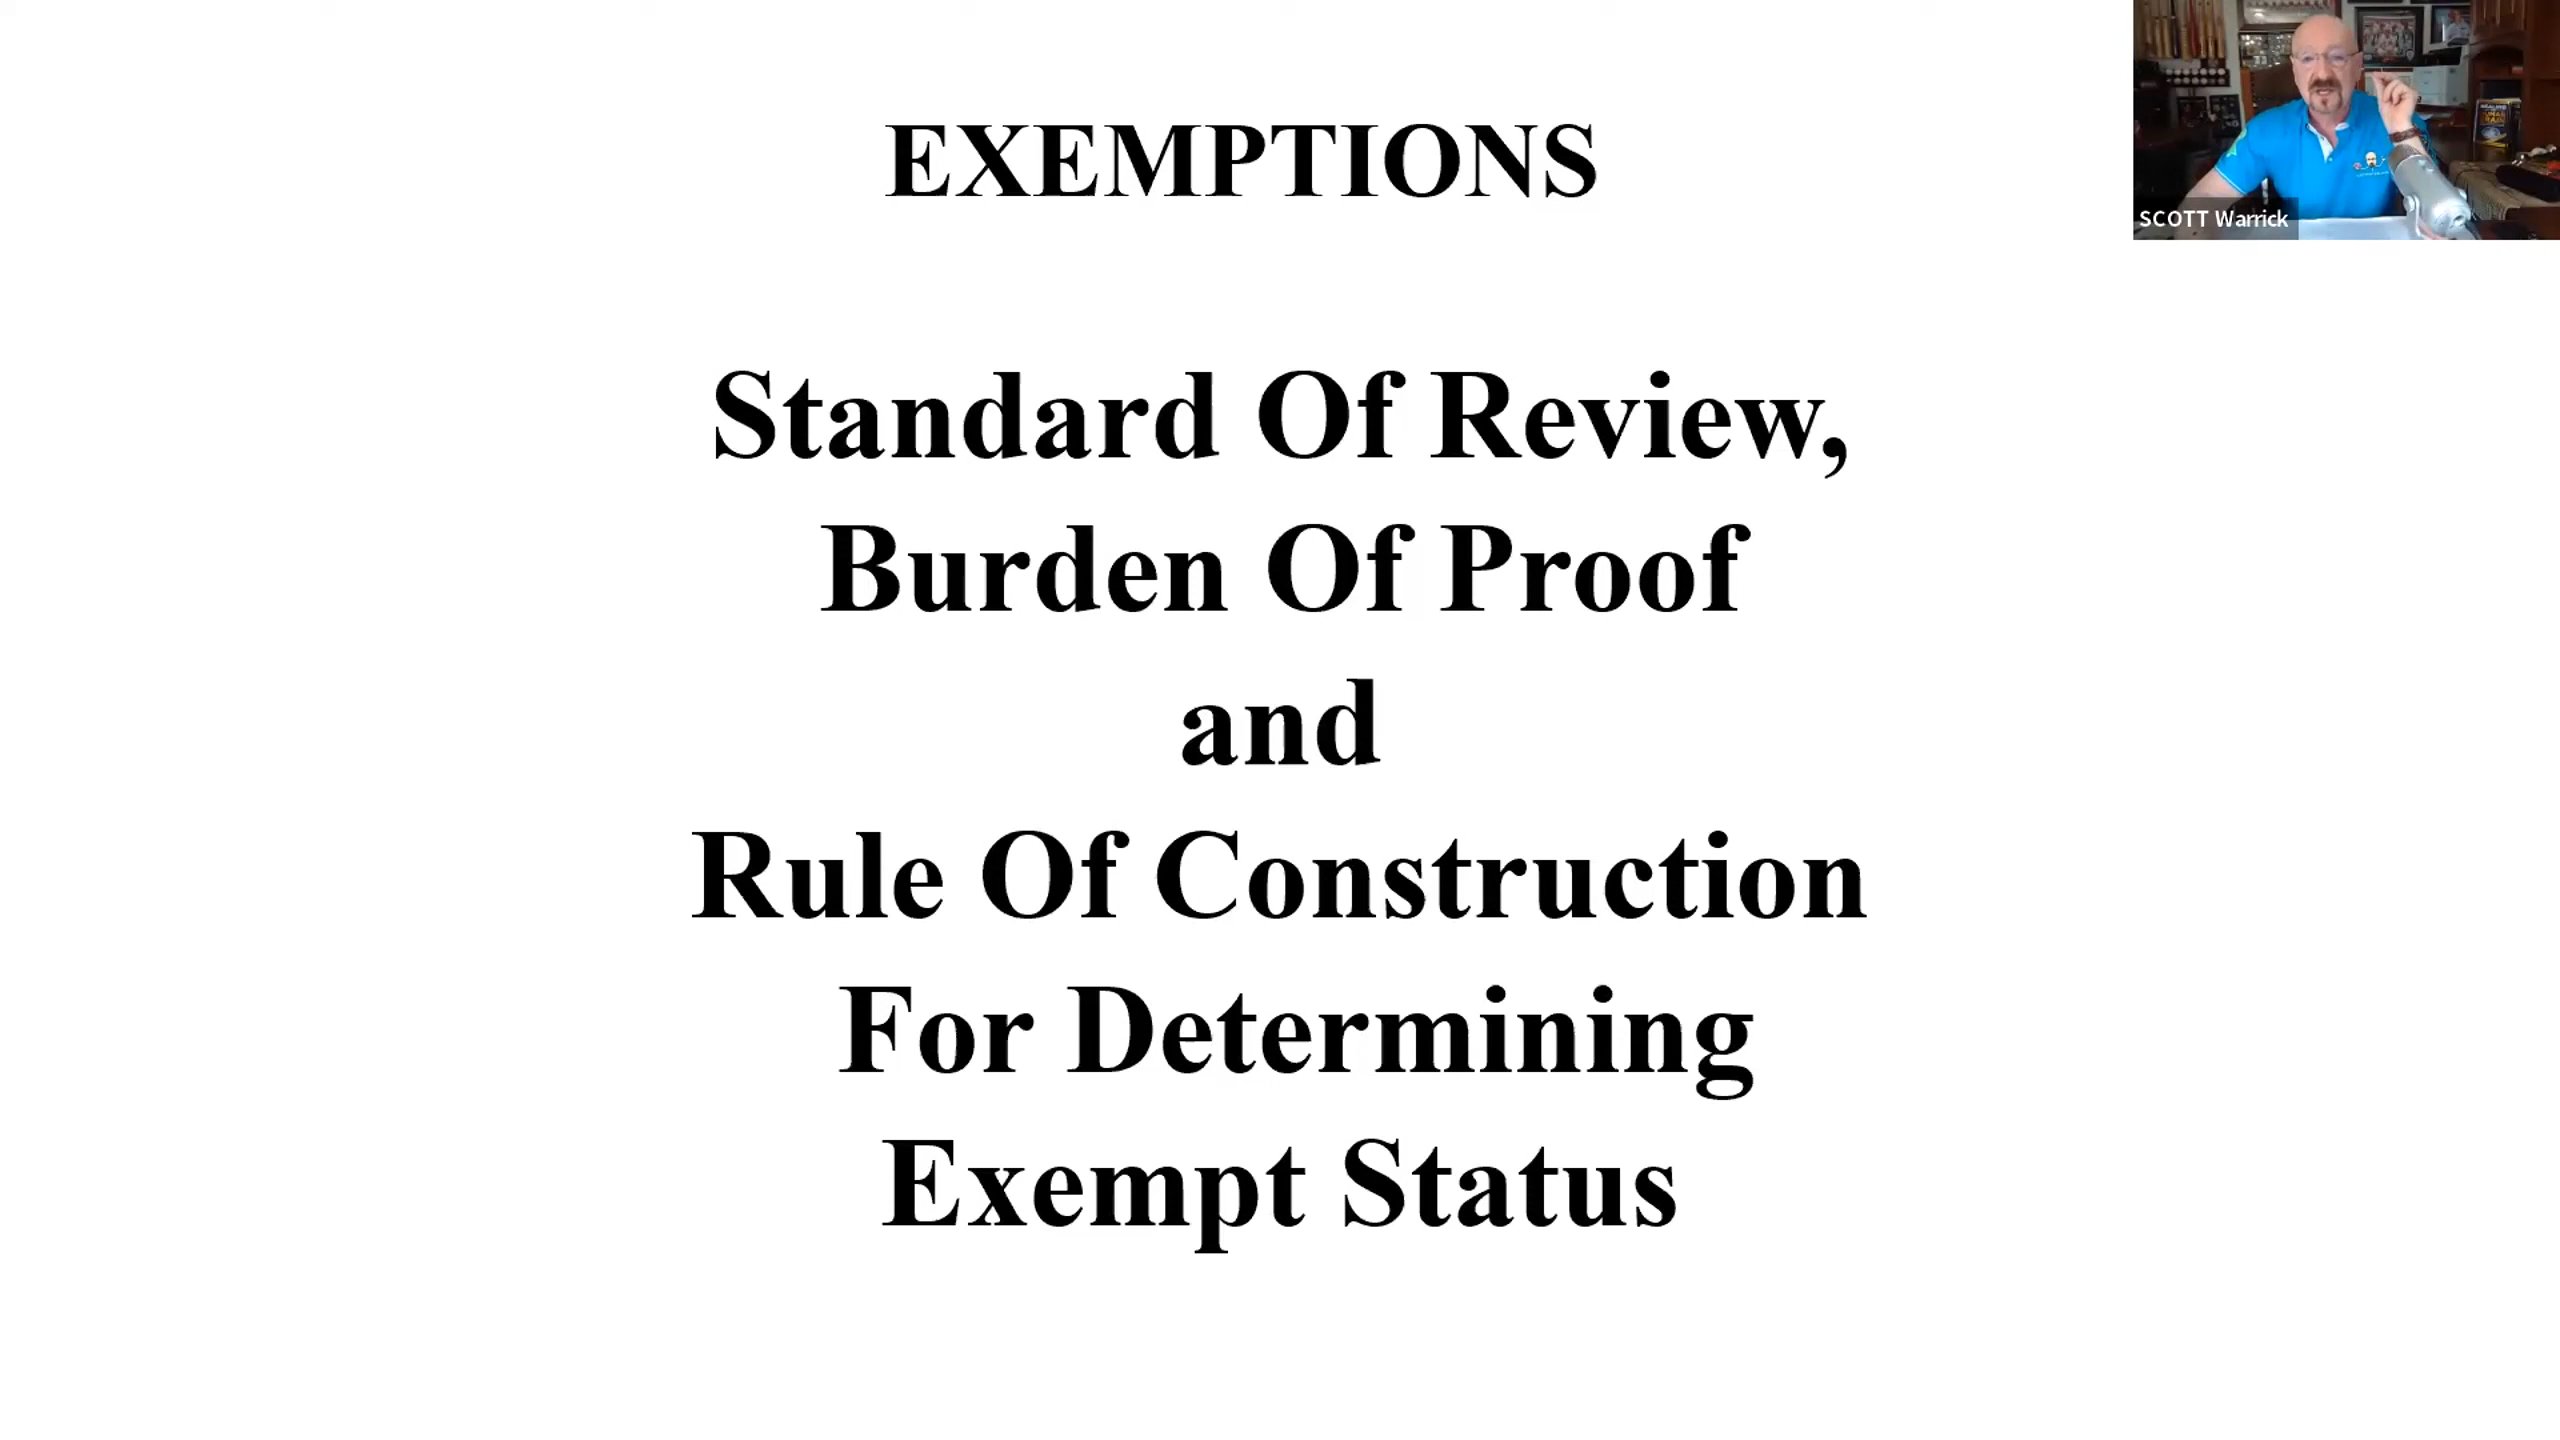 EXEMPTIONS
Standard Of Review,
Burden Of Proof
and
Rule Of Construction
For Determining
Exempt Status
SCOTT Warrick